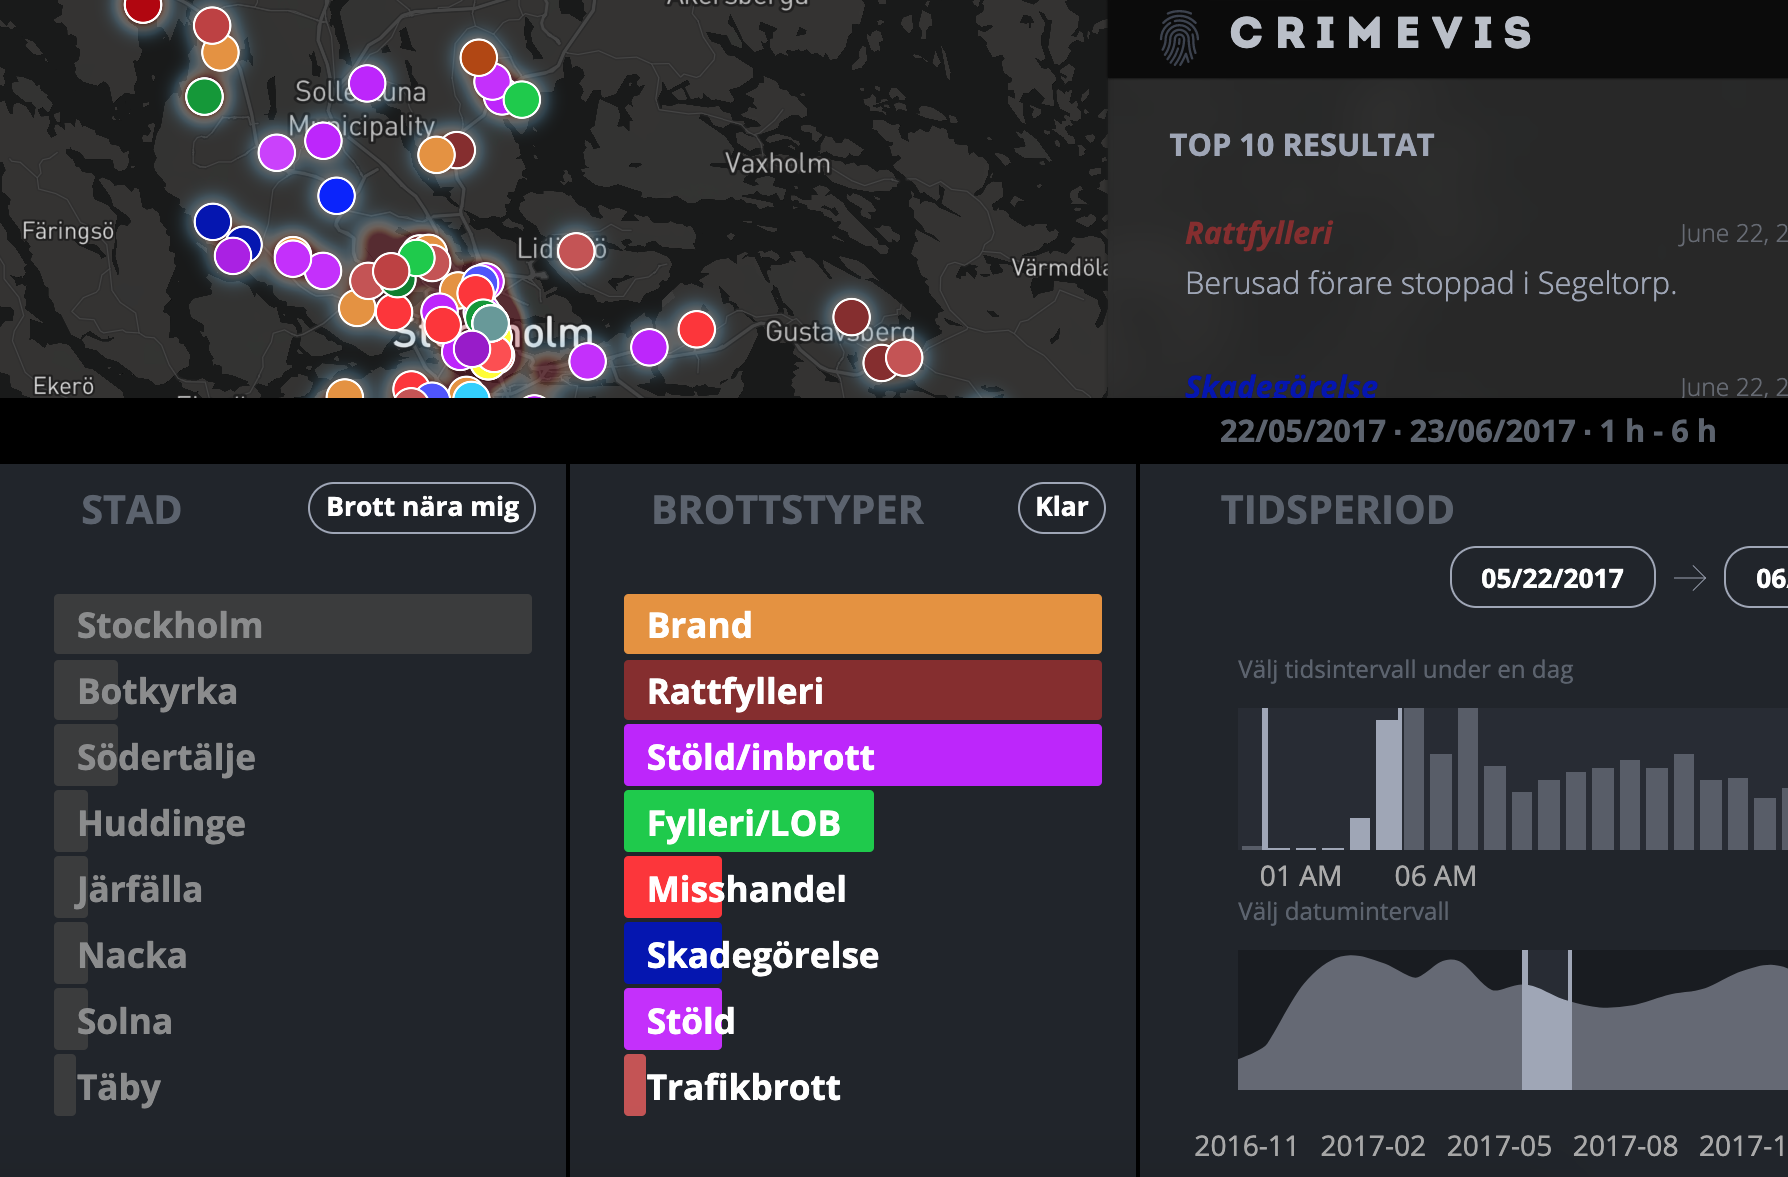 CRIMEVIS
TOP 10 RESULTAT
Rattfylleri
June 22, 2
Berusad förare stoppad i Segeltorp.
Skadegörelse
June 22, 2
Municipality
Vaxholm
Färingsö
Värmdöla
Gustavsberg
Ekerö
22/05/2017 · 23/06/2017 · 1 h - 6 h
STAD
Brott nära mig
Stockholm
Botkyrka
Södertälje
Huddinge
Järfälla
Nacka
Solna
Täby
BROTTSTYPER
Klar
Brand
Rattfylleri
Stöld/inbrott
Fylleri/LOB
Misshandel
Skadegörelse
Stöld
Trafikbrott
TIDSPERIOD
05/22/2017 → 06/
Välj tidsintervall under en dag
01 AM 06 AM
Välj datumintervall
2016-11 2017-02 2017-05 2017-08 2017-1